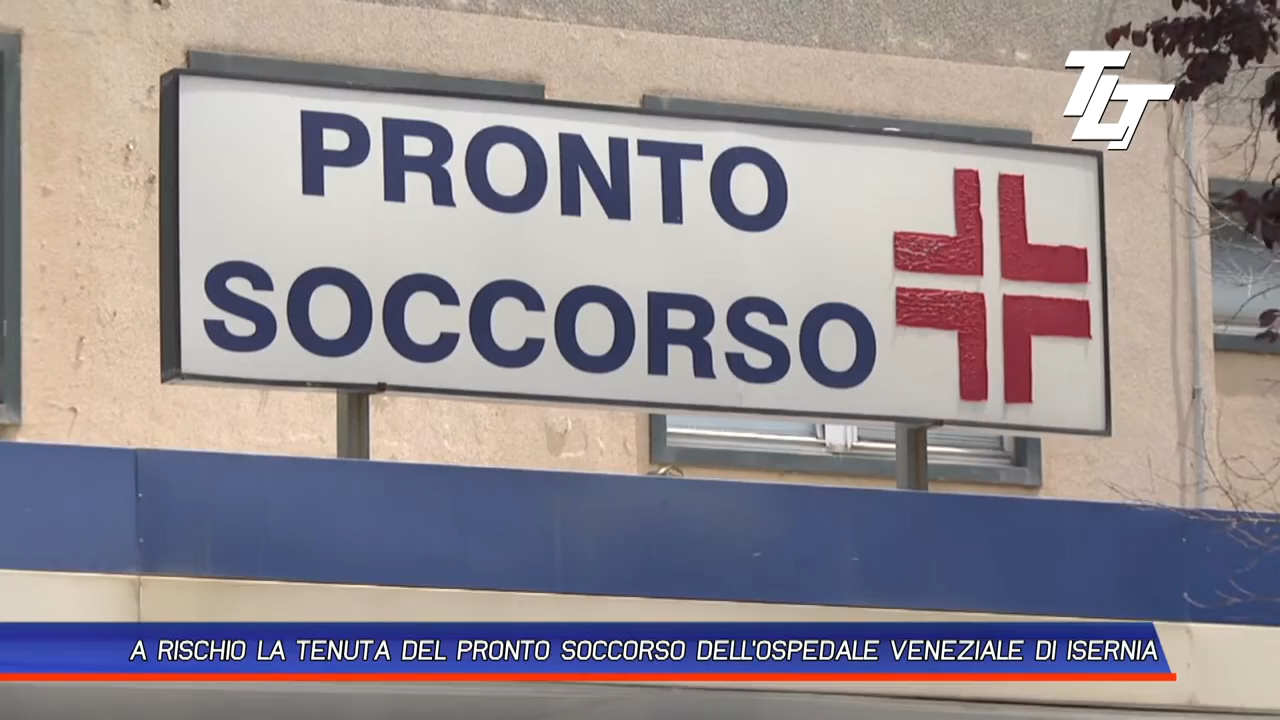 TLT
PRONTO
SOCCORSO
A RISCHIO LA TENUTA DEL PRONTO SOCCORSO DELL'OSPEDALE VENEZIALE DI ISERNIA